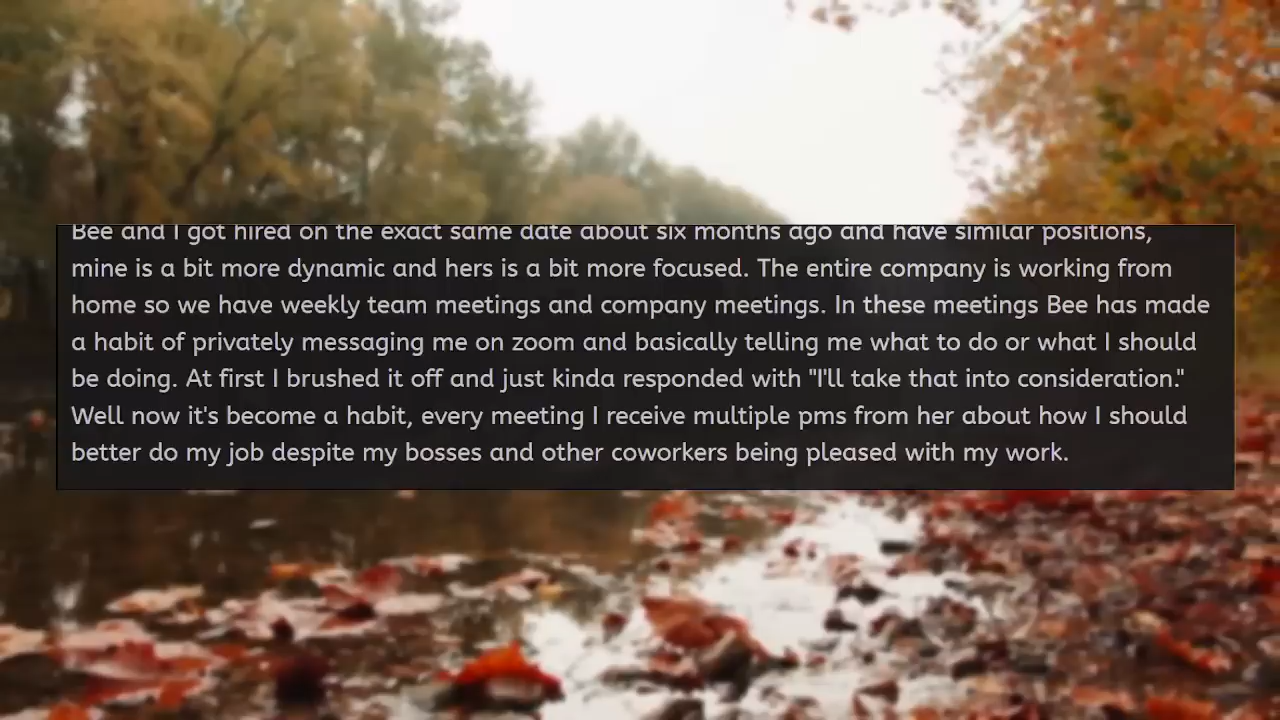 Bee and I got hired on the exact same date about six months ago and have similar positions,
mine is a bit more dynamic and hers is a bit more focused. The entire company is working from
home so we have weekly team meetings and company meetings. In these meetings Bee has made
a habit of privately messaging me on zoom and basically telling me what to do or what I should
be doing. At first I brushed it off and just kinda responded with "I'll take that into consideration."
Well now it's become a habit, every meeting I receive multiple pms from her about how I should
better do my job despite my bosses and other coworkers being pleased with my work.